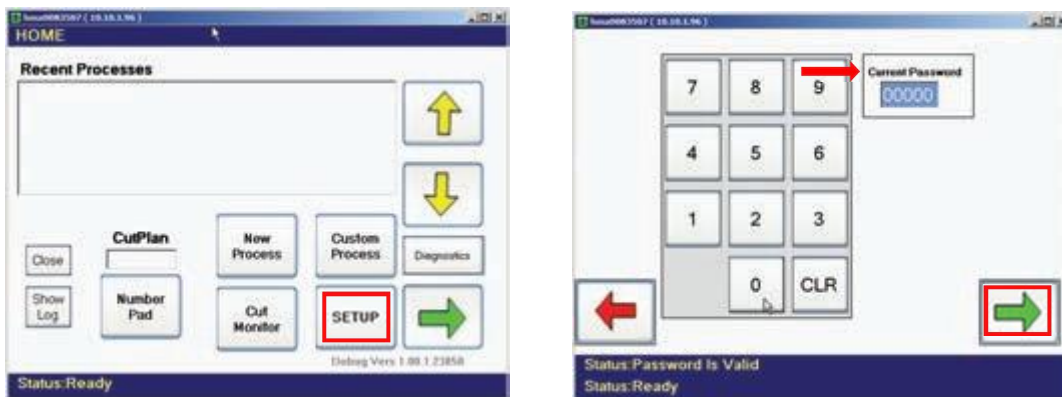 HOME
Recent Processes
CutPlan
New Process
Custom Process
Diagnostics
Close
Show Log
Number Pad
Cut Monitor
SETUP
Status:Ready
7 8 9
Current Password
00000
4 5 6
1 2 3
0 CLR
Status:Password Is Valid
Status:Ready